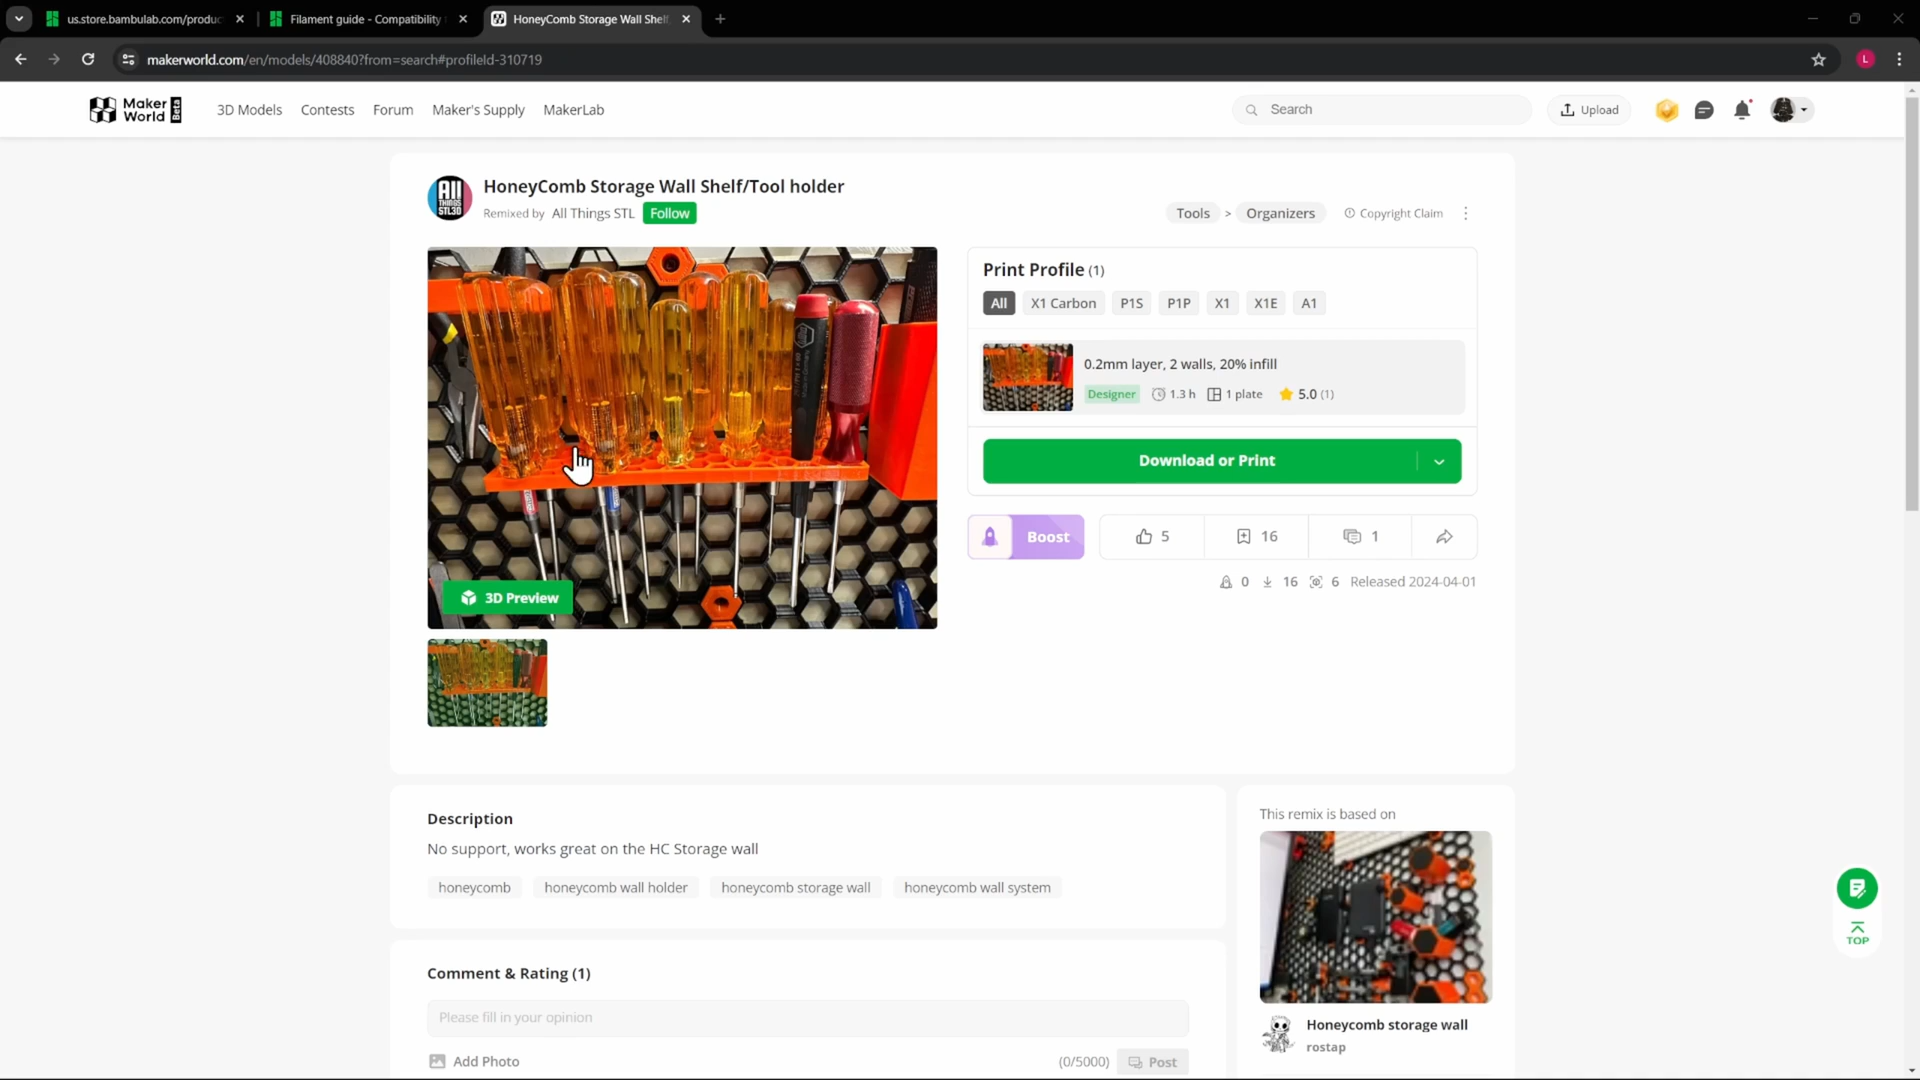 us.store.bambulab.com/produc
Filament guide - Compatibility
HoneyComb Storage Wall Shelf
makerworld.com/en/models/408840?from=search#profileId-310719
L
Maker World Beta
3D Models
Contests
Forum
Maker's Supply
MakerLab
Search
Upload
ALL THINGS STL3D
HoneyComb Storage Wall Shelf/Tool holder
Remixed by All Things STL Follow
Tools > Organizers
Copyright Claim
Print Profile (1)
All X1 Carbon P1S P1P X1 X1E A1
0.2mm layer, 2 walls, 20% infill
Designer 1.3 h 1 plate 5.0 (1)
Download or Print
Boost
5
16
1
0 16 6 Released 2024-04-01
3D Preview
Description
No support, works great on the HC Storage wall
honeycomb honeycomb wall holder honeycomb storage wall honeycomb wall system
Comment & Rating (1)
Please fill in your opinion
Add Photo
(0/5000) Post
This remix is based on
Honeycomb storage wall
rostap
TOP